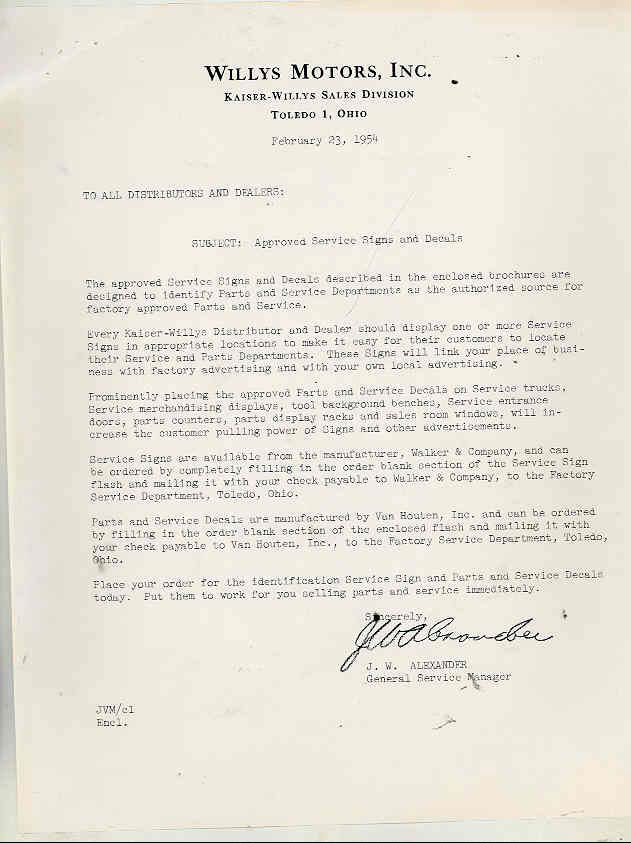 WILLYS MOTORS, INC.
KAISER-WILLYS SALES DIVISION
TOLEDO 1, OHIO
February 23, 1954
TO ALL DISTRIBUTORS AND DEALERS:
SUBJECT: Approved Service Signs and Decals
The approved Service Signs and Decals described in the enclosed brochures are
designed to identify Parts and Service Departments as the authorized source for
factory approved Parts and Service.
Every Kaiser-Willys Distributor and Dealer should display one or more Service
Signs in appropriate locations to make it easy for their customers to locate
their Service and Parts Departments. These Signs will link your place of busi-
ness with factory advertising and with your own local advertising.
Prominently placing the approved Parts and Service Decals on Service trucks,
Service merchandising displays, tool background benches, Service entrance
doors, parts counters, parts display racks and sales room windows, will in-
crease the customer pulling power of Signs and other advertisements.
Service Signs are available from the manufacturer, Walker & Company, and can
be ordered by completely filling in the order blank section of the Service Sign
flash and mailing it with your check payable to Walker & Company, to the Factory
Service Department, Toledo, Ohio.
Parts and Service Decals are manufactured by Van Houten, Inc. and can be ordered
by filling in the order blank section of the enclosed flash and mailing it with
your check payable to Van Houten, Inc., to the Factory Service Department, Toledo,
Ohio.
Place your order for the identification Service Sign and Parts and Service Decals
today. Put them to work for you selling parts and service immediately.
Sincerely,
JWAlexander
J. W. ALEXANDER
General Service Manager
JVM/cl
Encl.